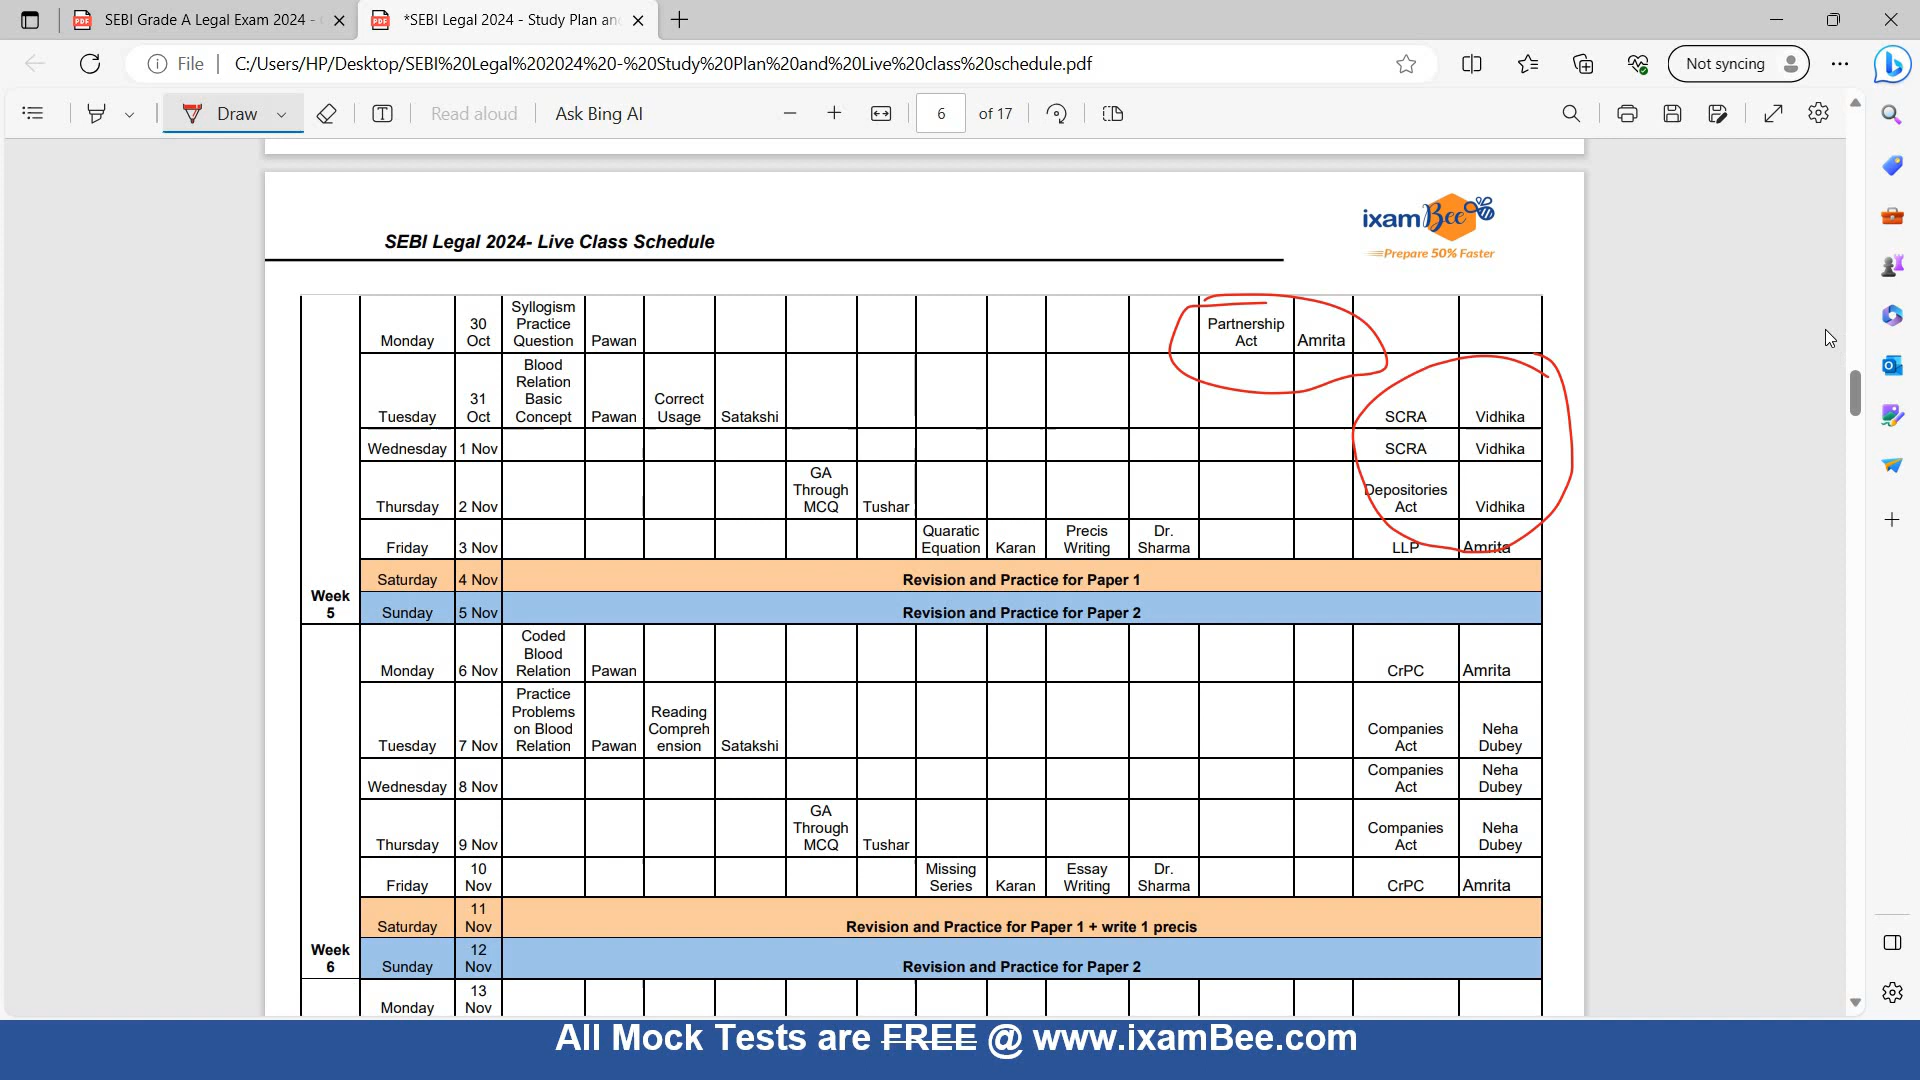 SEBI Grade A Legal Exam 2024 -
*SEBI Legal 2024 - Study Plan an
File
C:/Users/HP/Desktop/SEBI%20Legal%202024%20-%20Study%20Plan%20and%20Live%20class%20schedule.pdf
Not syncing
Draw
Read aloud
Ask Bing AI
6
of 17
SEBI Legal 2024- Live Class Schedule
ixamBee
Prepare 50% Faster
Monday
30
Oct
Syllogism
Practice
Question
Pawan
Partnership
Act
Amrita
Tuesday
31
Oct
Blood
Relation
Basic
Concept
Pawan
Correct
Usage
Satakshi
SCRA
Vidhika
Wednesday
1 Nov
SCRA
Vidhika
Thursday
2 Nov
GA
Through
MCQ
Tushar
Depositories
Act
Vidhika
Friday
3 Nov
Quaratic
Equation
Karan
Precis
Writing
Dr.
Sharma
LLP
Amrita
Saturday
4 Nov
Revision and Practice for Paper 1
Week
5
Sunday
5 Nov
Revision and Practice for Paper 2
Monday
6 Nov
Coded
Blood
Relation
Pawan
CrPC
Amrita
Tuesday
7 Nov
Practice
Problems
on Blood
Relation
Pawan
Reading
Compreh
ension
Satakshi
Companies
Act
Neha
Dubey
Wednesday
8 Nov
Companies
Act
Neha
Dubey
Thursday
9 Nov
GA
Through
MCQ
Tushar
Companies
Act
Neha
Dubey
Friday
10
Nov
Missing
Series
Karan
Essay
Writing
Dr.
Sharma
CrPC
Amrita
Saturday
11
Nov
Revision and Practice for Paper 1 + write 1 precis
Week
6
Sunday
12
Nov
Revision and Practice for Paper 2
Monday
13
Nov
All Mock Tests are FREE @ www.ixamBee.com